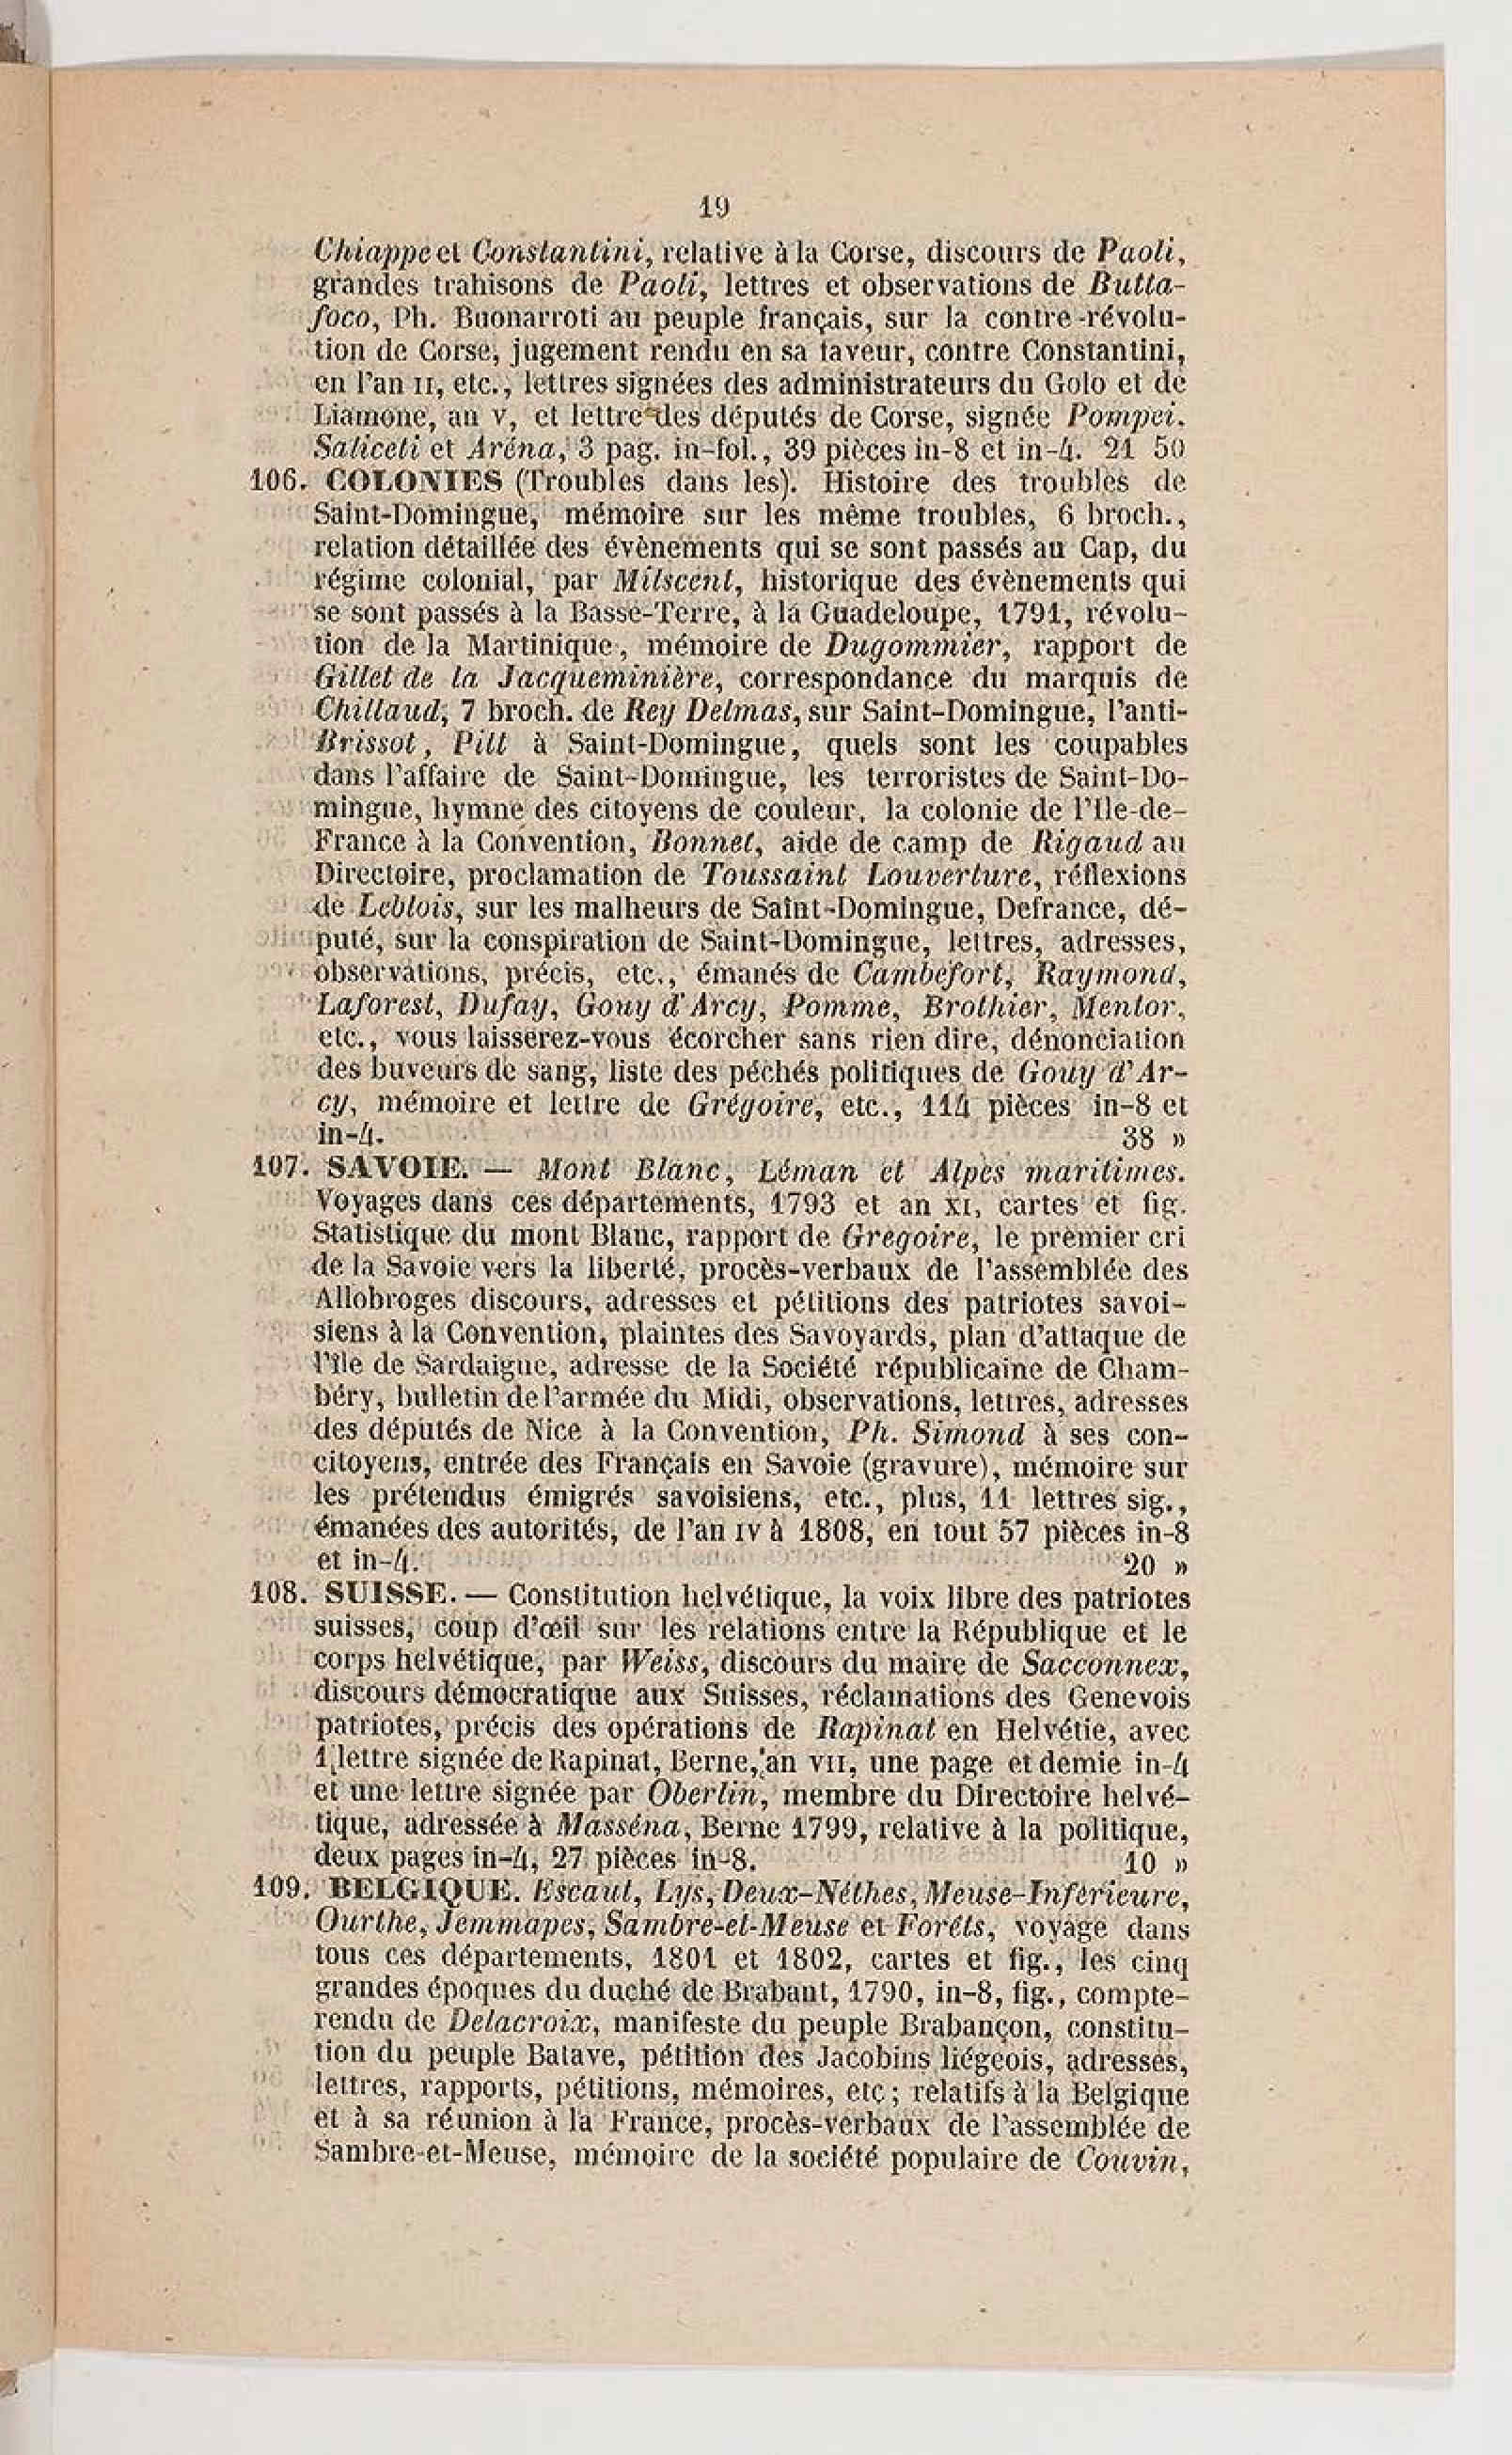 19
Chiappe et Constantini, relative à la Corse, discours de Paoli,
grandes trahisons de Paoli, lettres et observations de Butta-
foco, Ph. Buonarroti au peuple français, sur la contre-révolu-
tion de Corse, jugement rendu en sa faveur, contre Constantini,
en l'an II, etc., lettres signées des administrateurs du Golo et de
Liamone, an V, et lettre des députés de Corse, signée Pompei.
Saliceti et Aréna, 3 pag. in-fol., 39 pièces in-8 et in-4. 21 50
106. COLONIES (Troubles dans les). Histoire des troubles de
Saint-Domingue, mémoire sur les même troubles, 6 broch.,
relation détaillée des évènements qui se sont passés au Cap, du
régime colonial, par Milscent, historique des évènements qui
se sont passés à la Basse-Terre, à la Guadeloupe, 1791, révolu-
tion de la Martinique, mémoire de Dugommier, rapport de
Gillet de la Jacqueminière, correspondance du marquis de
Chillaud, 7 broch. de Rey Delmas, sur Saint-Domingue, l'anti-
Brissot, Pitt à Saint-Domingue, quels sont les coupables
dans l'affaire de Saint-Domingue, les terroristes de Saint-Do-
mingue, hymne des citoyens de couleur, la colonie de l'Ile-de-
France à la Convention, Bonnet, aide de camp de Rigaud au
Directoire, proclamation de Toussaint Louverture, réflexions
de Leblois, sur les malheurs de Saint-Domingue, Defrance, dé-
puté, sur la conspiration de Saint-Domingue, lettres, adresses,
observations, précis, etc., émanés de Cambefort, Raymond,
Laforest, Dufay, Gouy d'Arcy, Pomme, Brothier, Mentor,
etc., vous laisserez-vous écorcher sans rien dire, dénonciation
des buveurs de sang, liste des péchés politiques de Gouy d'Ar-
cy, mémoire et lettre de Grégoire, etc., 114 pièces in-8 et
in-4. 38 »
107. SAVOIE. — Mont Blanc, Léman et Alpes maritimes.
Voyages dans ces départements, 1793 et an XI, cartes et fig.
Statistique du mont Blanc, rapport de Gregoire, le premier cri
de la Savoie vers la liberté, procès-verbaux de l'assemblée des
Allobroges discours, adresses et pétitions des patriotes savoi-
siens à la Convention, plaintes des Savoyards, plan d'attaque de
l'île de Sardaigne, adresse de la Société républicaine de Cham-
béry, bulletin de l'armée du Midi, observations, lettres, adresses
des députés de Nice à la Convention, Ph. Simond à ses con-
citoyens, entrée des Français en Savoie (gravure), mémoire sur
les prétendus émigrés savoisiens, etc., plus, 11 lettres sig.,
émanées des autorités, de l'an IV à 1808, en tout 57 pièces in-8
et in-4. 20 »
108. SUISSE. — Constitution helvétique, la voix libre des patriotes
suisses, coup d'œil sur les relations entre la République et le
corps helvétique, par Weiss, discours du maire de Sacconnex,
discours démocratique aux Suisses, réclamations des Genevois
patriotes, précis des opérations de Rapinat en Helvétie, avec
1 lettre signée de Rapinat, Berne, an VII, une page et demie in-4
et une lettre signée par Oberlin, membre du Directoire helvé-
tique, adressée à Masséna, Berne 1799, relative à la politique,
deux pages in-4, 27 pièces in-8. 10 »
109. BELGIQUE. Escaut, Lys, Deux-Néthes, Meuse-Inférieure,
Ourthe, Jemmapes, Sambre-et-Meuse et Foréts, voyage dans
tous ces départements, 1801 et 1802, cartes et fig., les cinq
grandes époques du duché de Brabant, 1790, in-8, fig., compte-
rendu de Delacroix, manifeste du peuple Brabançon, constitu-
tion du peuple Batave, pétition des Jacobins liégeois, adresses,
lettres, rapports, pétitions, mémoires, etc; relatifs à la Belgique
et à sa réunion à la France, procès-verbaux de l'assemblée de
Sambre-et-Meuse, mémoire de la société populaire de Couvin,